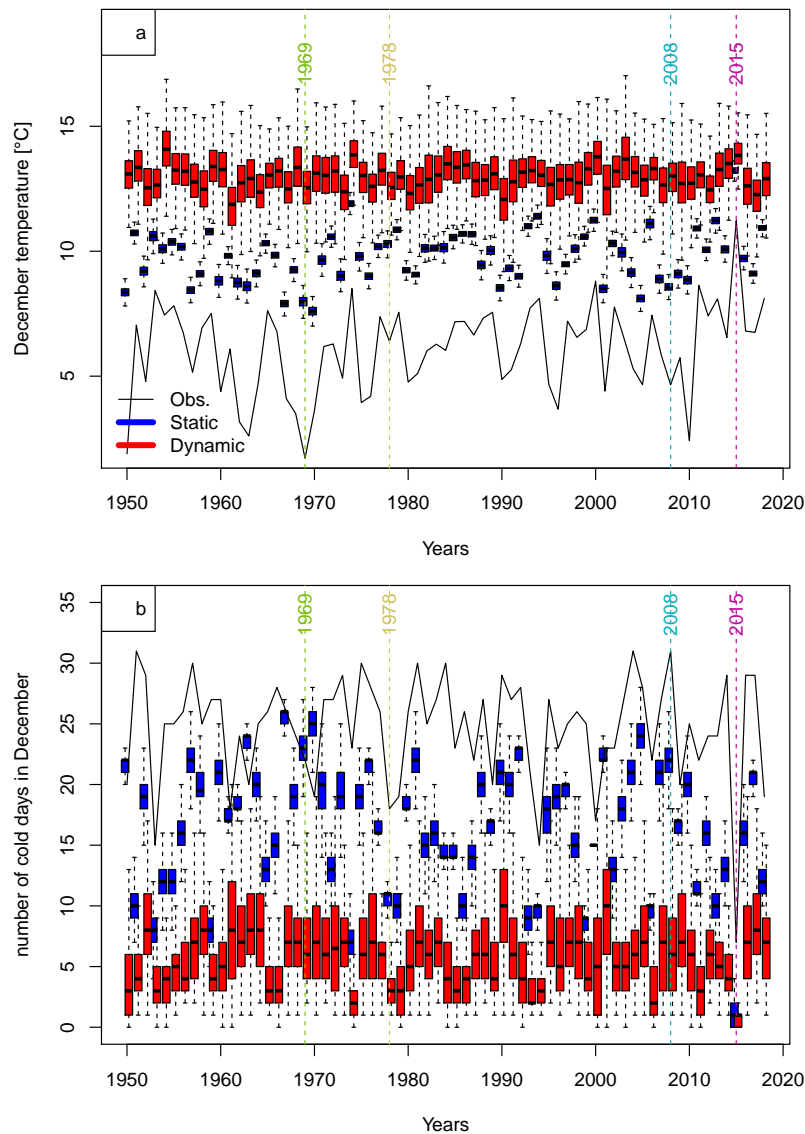 a
1969
1978
2008
2015
December temperature [°C]
15
10
5
Obs.
Static
Dynamic
1950 1960 1970 1980 1990 2000 2010 2020
Years
b
1969
1978
2008
2015
number of cold days in December
35
30
25
20
15
10
5
0
1950 1960 1970 1980 1990 2000 2010 2020
Years